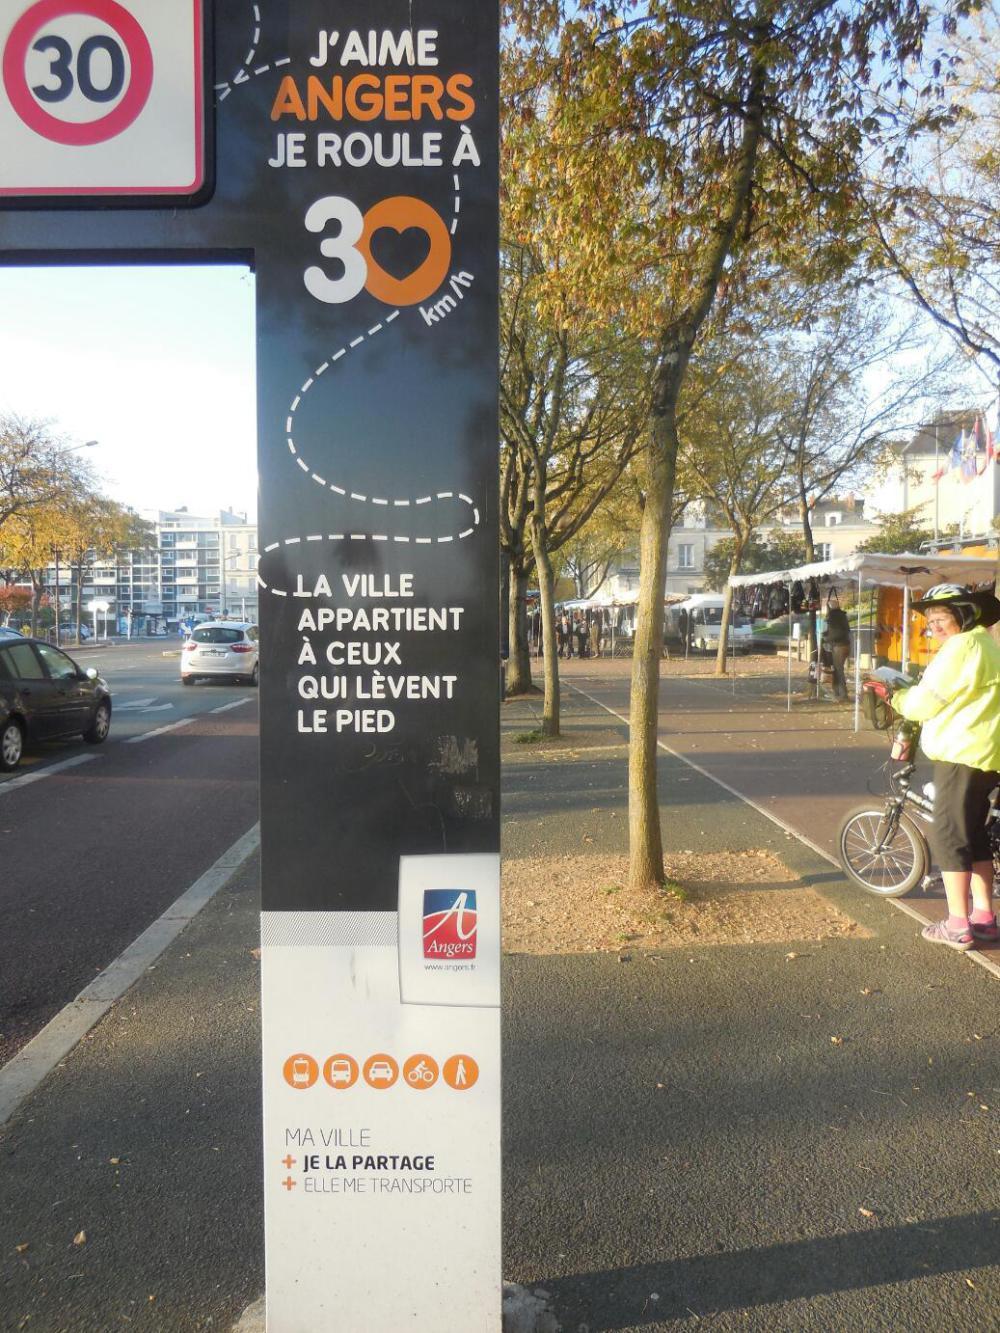 30
J'AIME
ANGERS
JE ROULE À
30
km/h
LA VILLE
APPARTIENT
À CEUX
QUI LÈVENT
LE PIED
Angers
www.angers.fr
MA VILLE
+ JE LA PARTAGE
+ ELLE ME TRANSPORTE